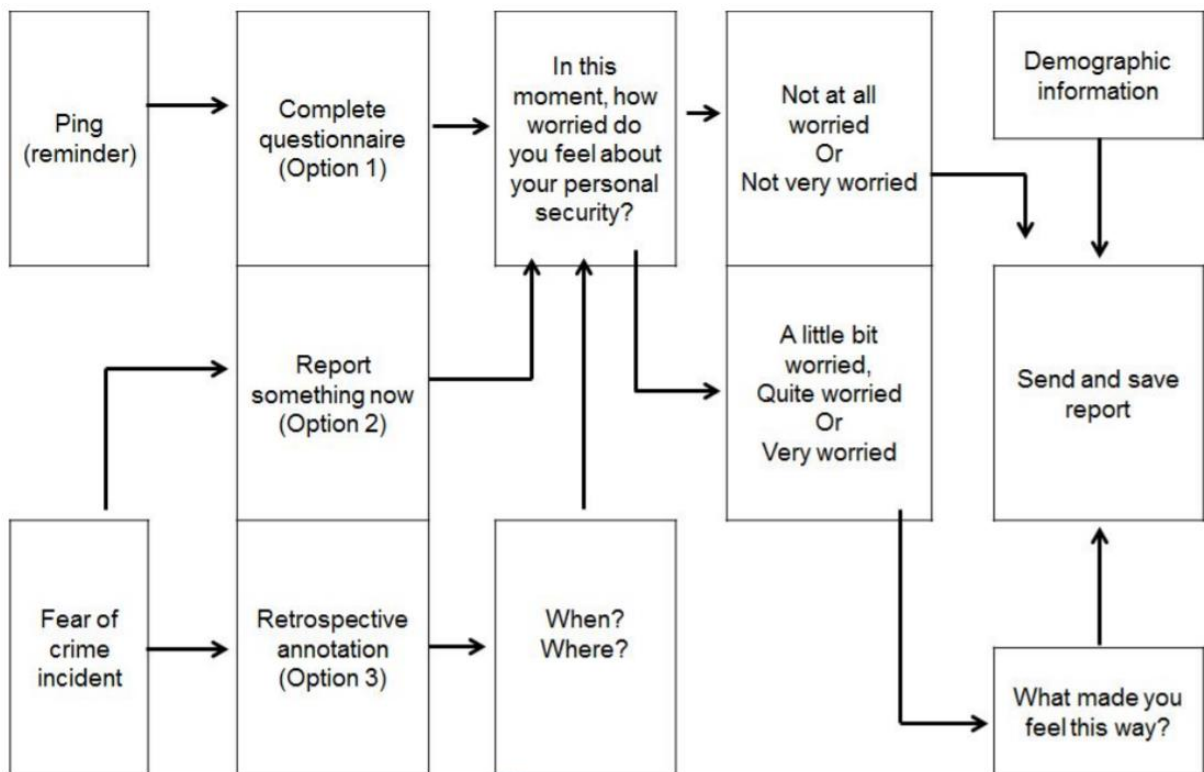 Ping
(reminder)
Complete
questionnaire
(Option 1)
In this
moment, how
worried do
you feel about
your personal
security?
Not at all
worried
Or
Not very worried
Demographic
information
Report
something now
(Option 2)
A little bit
worried,
Quite worried
Or
Very worried
Send and save
report
Fear of
crime
incident
Retrospective
annotation
(Option 3)
When?
Where?
What made you
feel this way?